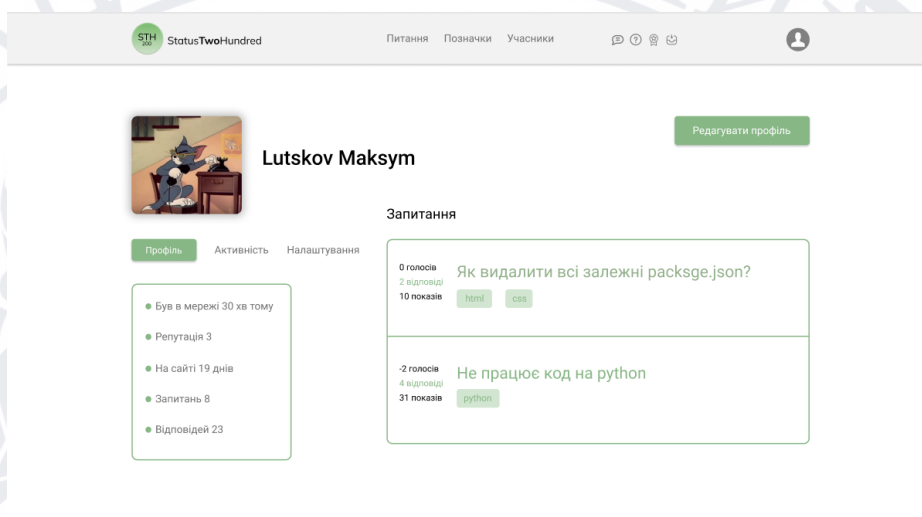 STH
200
StatusTwoHundred
Питання Позначки Учасники
Редагувати профіль
Lutskov Maksym
Запитання
Профіль Активність Налаштування
Був в мережі 30 хв тому
Репутація 3
На сайті 19 днів
Запитань 8
Відповідей 23
0 голосів
2 відповіді
10 показів
Як видалити всі залежні packsge.json?
html css
-2 голосів
4 відповіді
31 показів
Не працює код на python
python